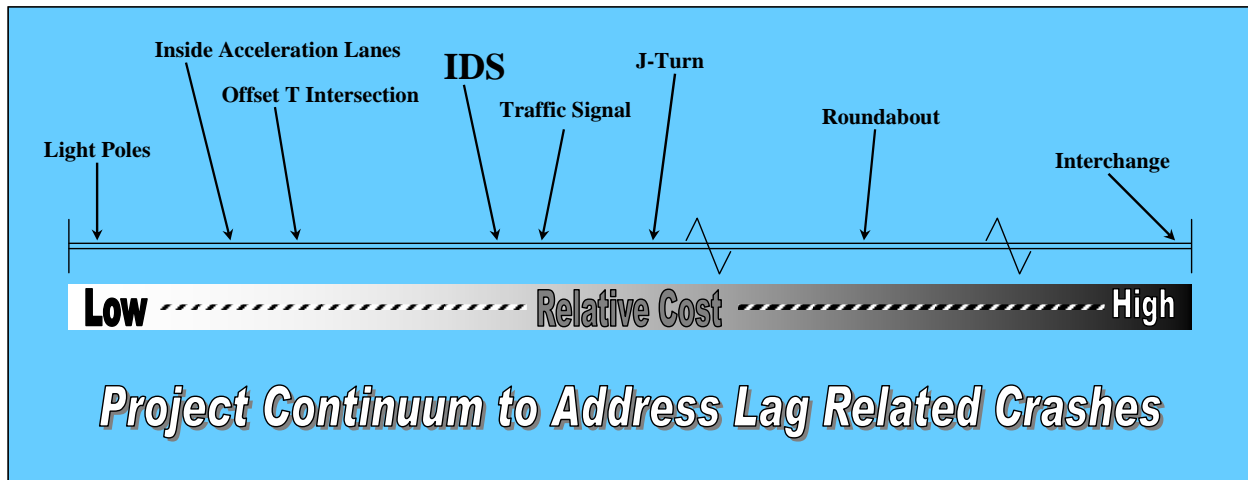 Inside Acceleration Lanes
IDS
J-Turn
Offset T Intersection
Traffic Signal
Roundabout
Light Poles
Interchange
Low
Relative Cost
High
Project Continuum to Address Lag Related Crashes